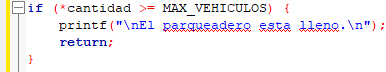 if (*cantidad >= MAX_VEHICULOS) {
printf("\nEl parqueadero esta lleno.\n");
return;
}